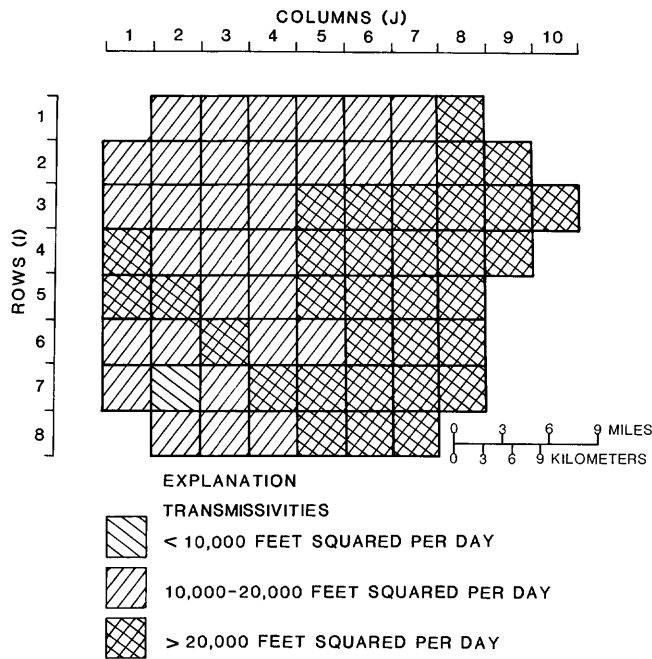 COLUMNS (J)
1 2 3 4 5 6 7 8 9 10
ROWS (I)
1
2
3
4
5
6
7
8
0 3 6 9 MILES
0 3 6 9 KILOMETERS
EXPLANATION
TRANSMISSIVITIES
< 10,000 FEET SQUARED PER DAY
10,000-20,000 FEET SQUARED PER DAY
> 20,000 FEET SQUARED PER DAY